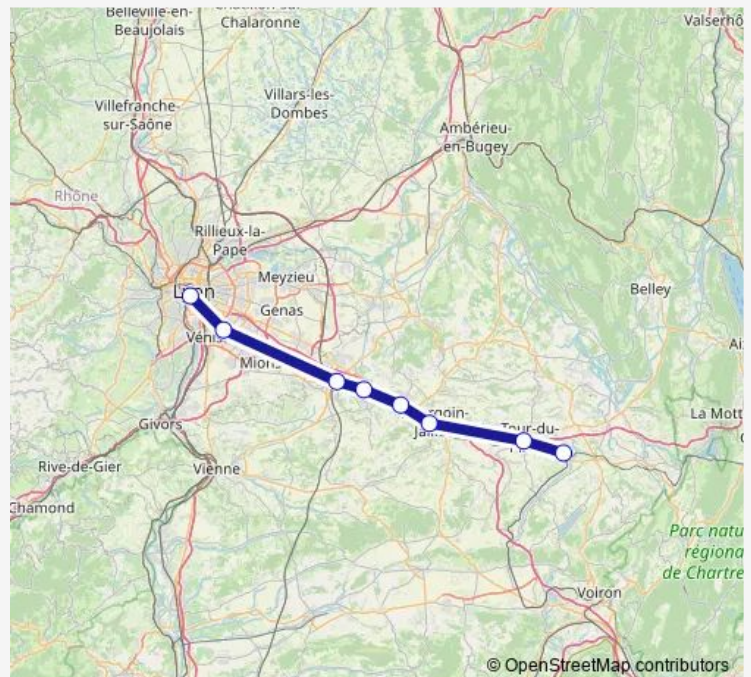 Belleville-en-
Beaujolais
Chalaronne
Valserhô
Villefranche-
sur-Saône
Villars-les-
Dombes
Ambérieu-
en-Bugey
Rhône
Rillieux-la-
Pape
Meyzieu
Belley
Genas
Mions
Givors
La Mott
Rive-de-Gier
Vienne
Chamond
Parc natu
régiona
de Chartre
Voiron
© OpenStreetMap contributors